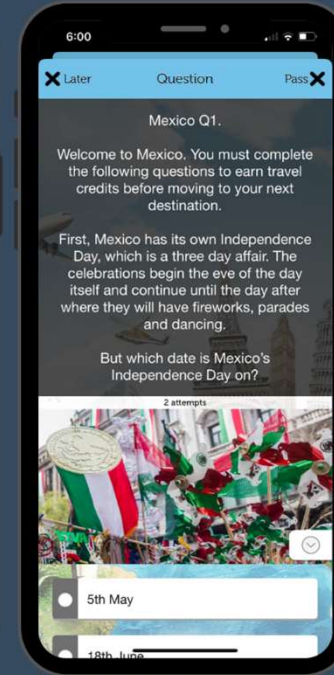 6:00
Later Question Pass
Mexico Q1.
Welcome to Mexico. You must complete
the following questions to earn travel
credits before moving to your next
destination.
First, Mexico has its own Independence
Day, which is a three day affair. The
celebrations begin the eve of the day
itself and continue until the day after
where they will have fireworks, parades
and dancing.
But which date is Mexico's
Independence Day on?
2 attempts
5th May
18th June